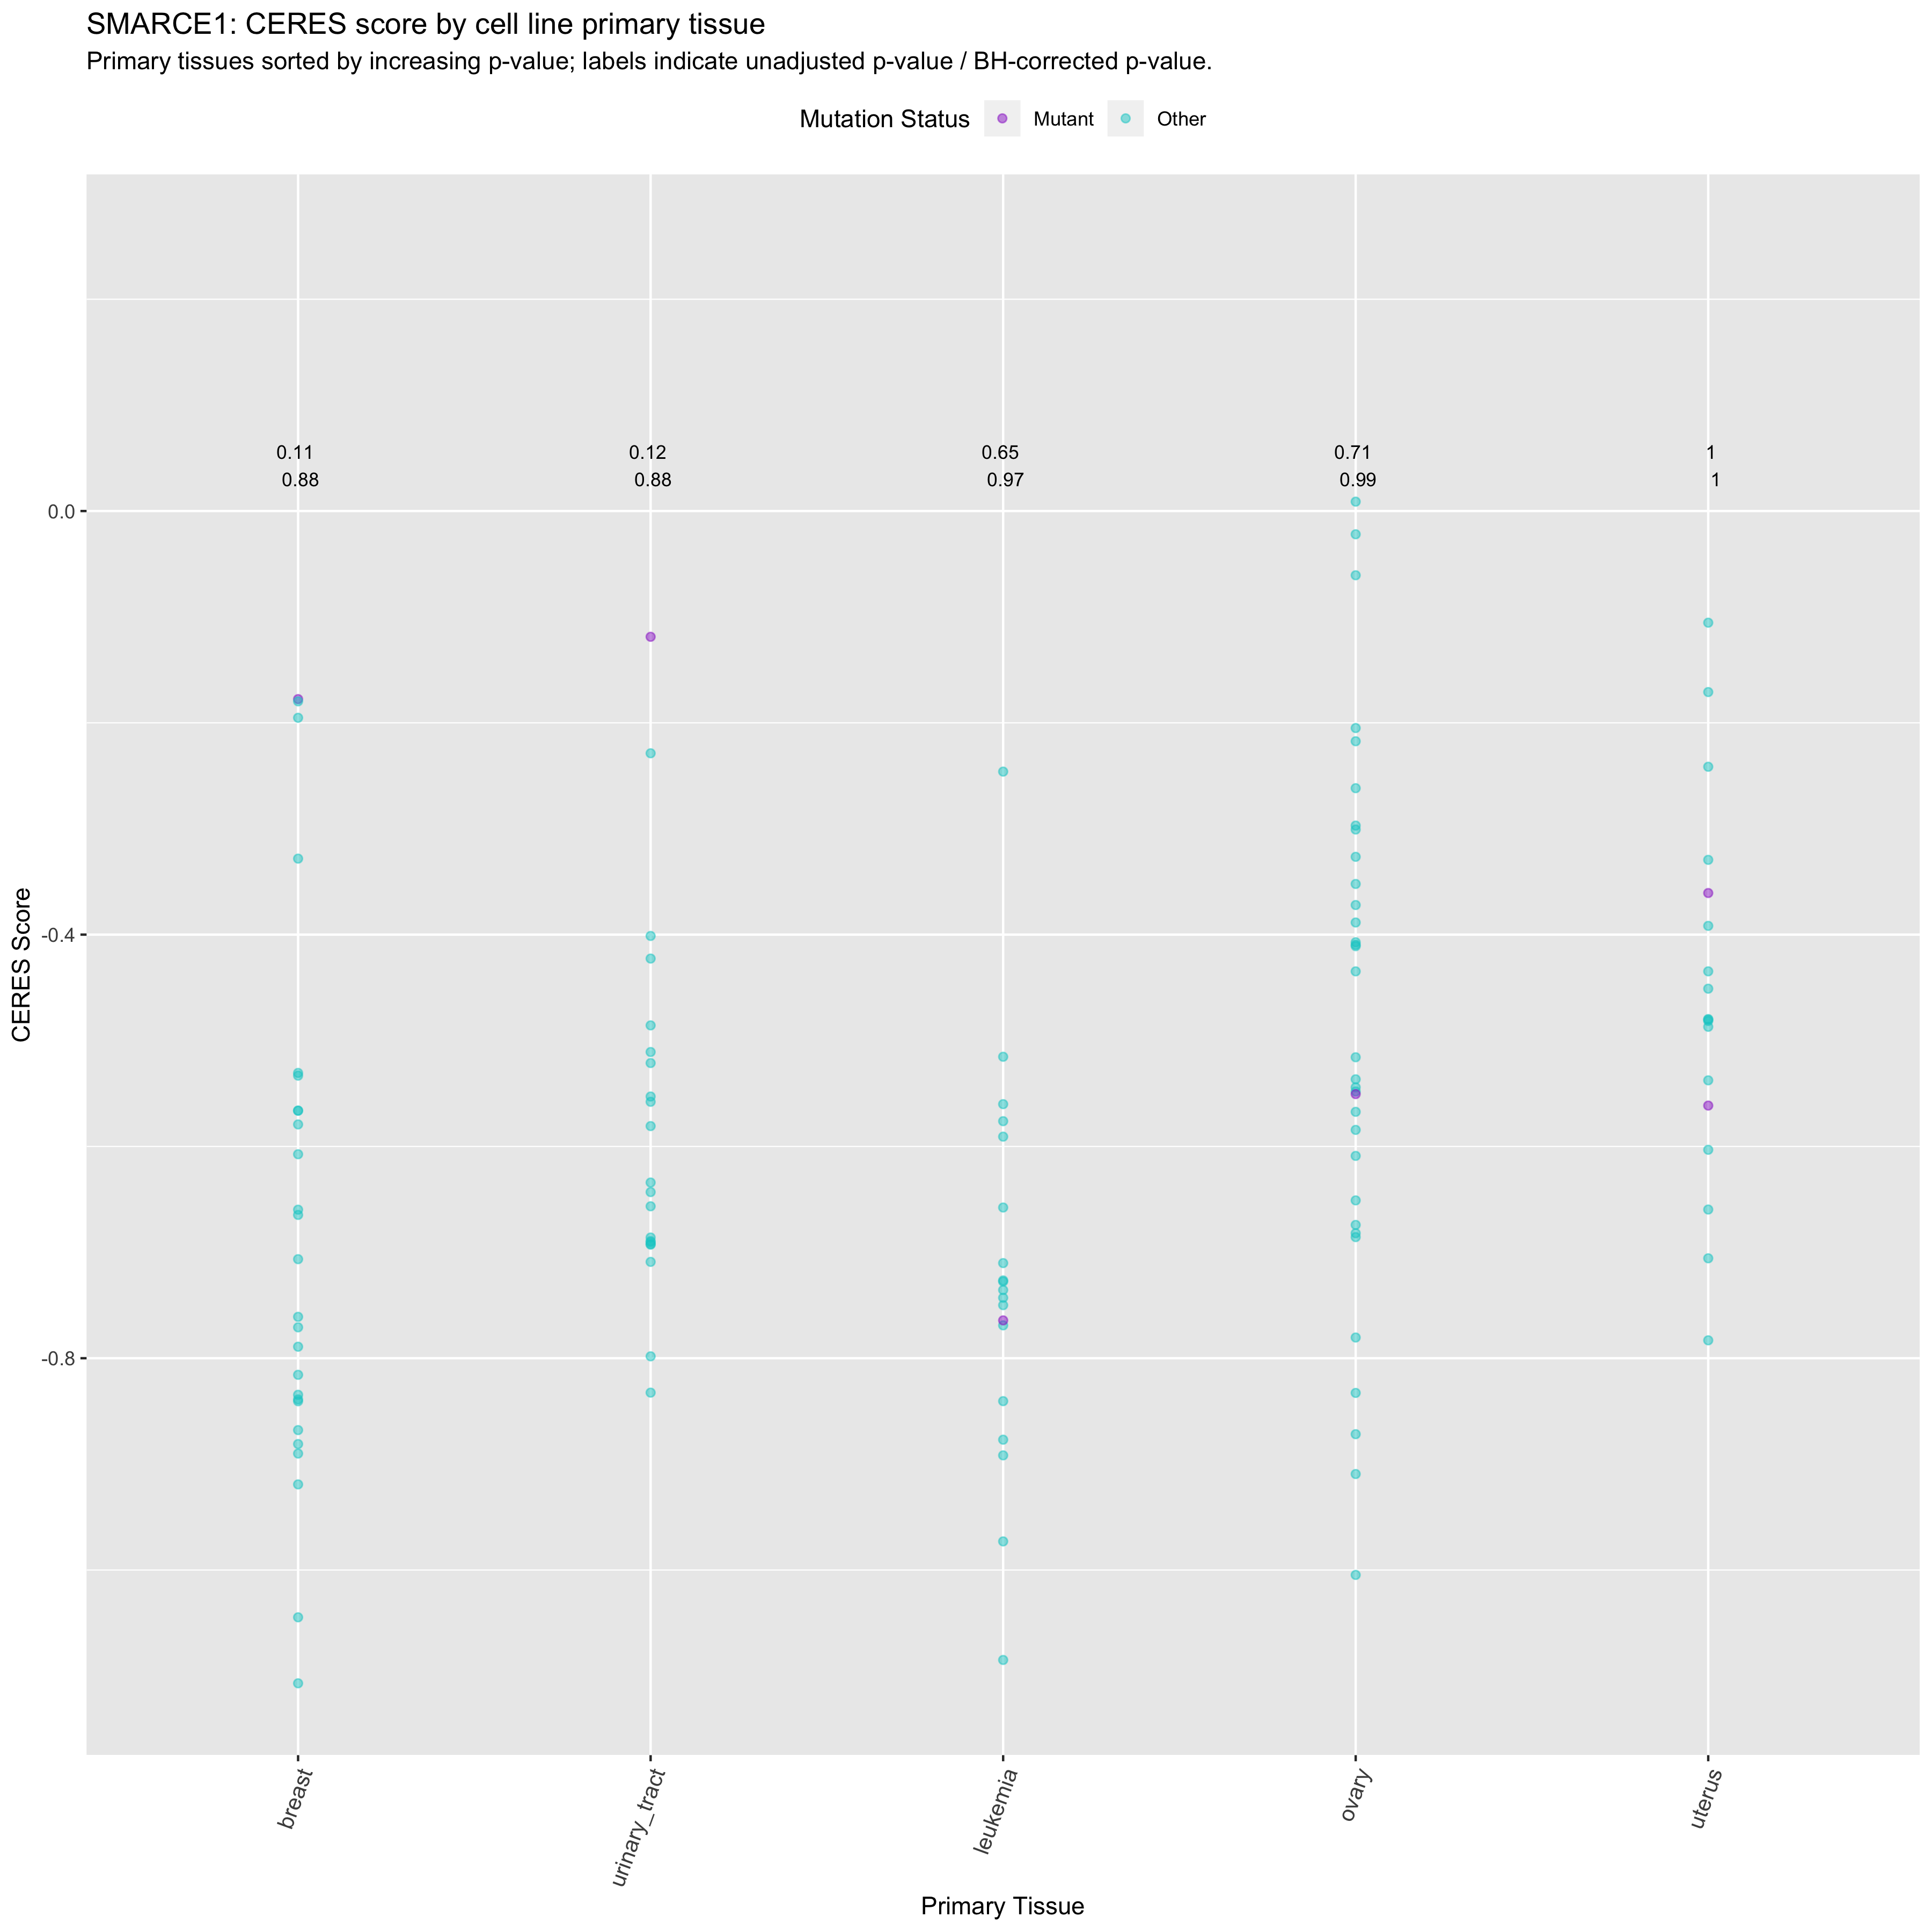 SMARCE1: CERES score by cell line primary tissue
Primary tissues sorted by increasing p-value; labels indicate unadjusted p-value / BH-corrected p-value.
Mutation Status Mutant Other
0.11 0.12 0.65 0.71 1
0.88 0.88 0.97 0.99 1
0.0
-0.4
-0.8
CERES Score
breast urinary_tract leukemia ovary uterus
Primary Tissue